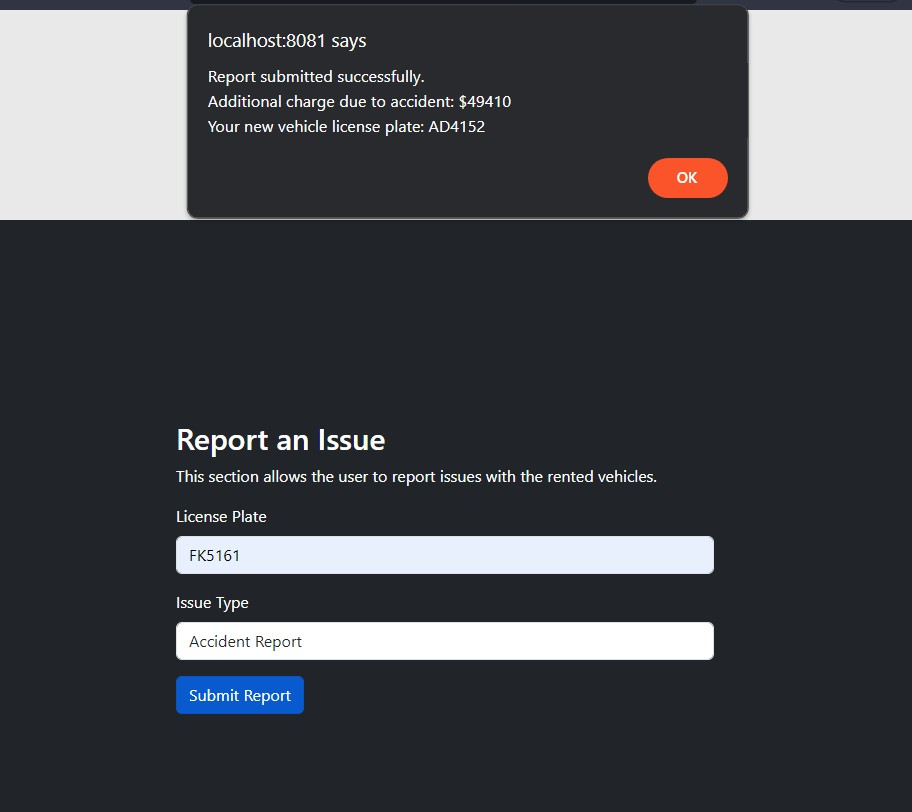 localhost:8081 says
Report submitted successfully.
Additional charge due to accident: $49410
Your new vehicle license plate: AD4152
OK
Report an Issue
This section allows the user to report issues with the rented vehicles.
License Plate
FK5161
Issue Type
Accident Report
Submit Report